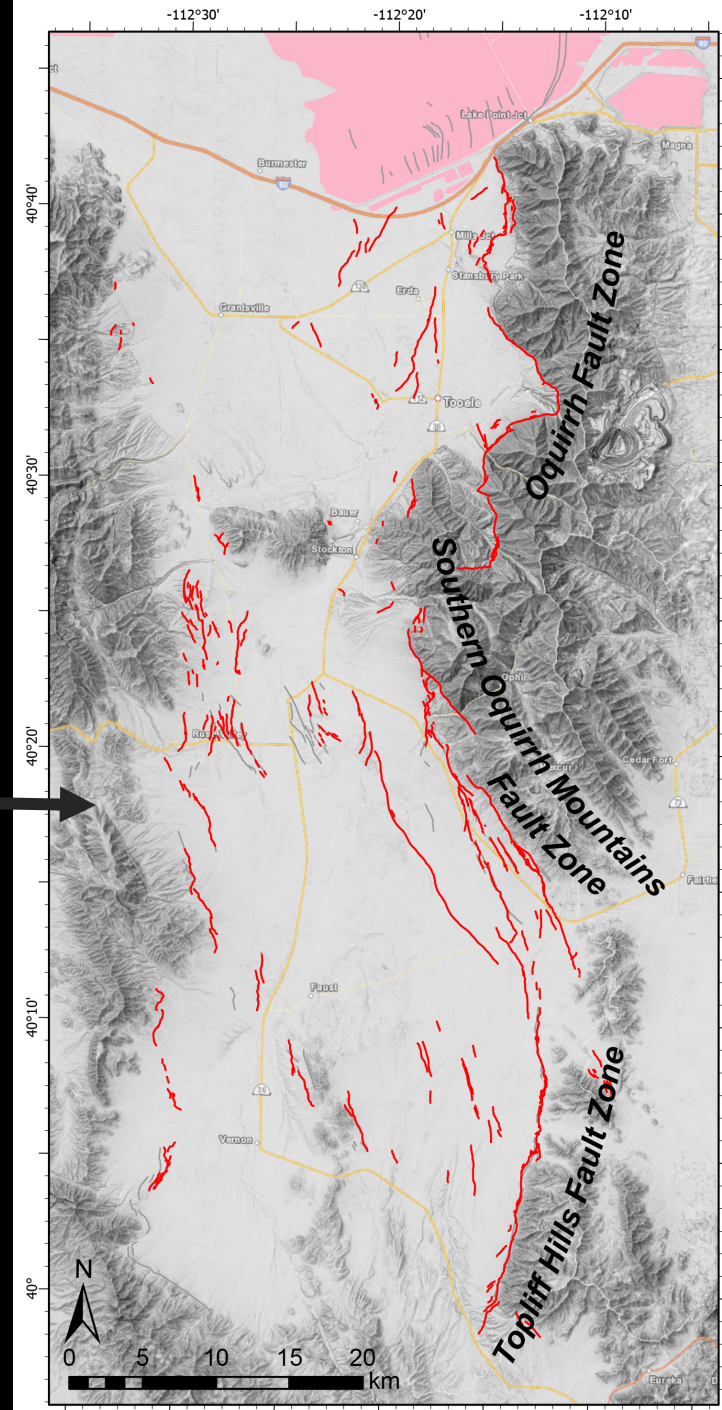 -112°30' -112°20' -112°10'
80
Lake Point Jct
Magna
Burmester
80
40°40'
Mills Jct
Stansbury Park
Erda
Grantsville
Tooele
36
Oquirrh Fault Zone
40°30'
Bauer
Stockton
Southern Oquirrh Mountains
Fault Zone
Ophir
40°20'
Cedar Fort
73
Faust
40°10'
36
Vernon
Topliff Hills Fault Zone
40°
N
0 5 10 15 20
km
Eureka